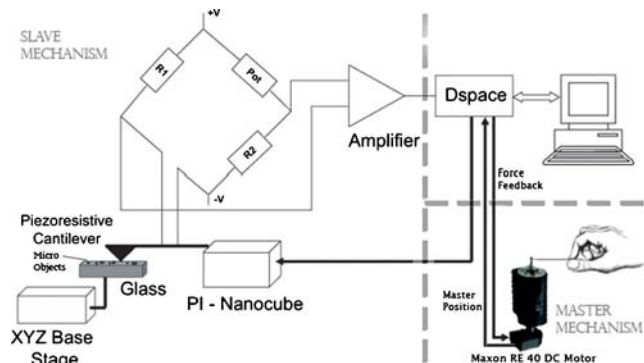 SLAVE
MECHANISM
+V
R1
Pot
R2
-V
Amplifier
Dspace
Force
Feedback
Piezoresistive
Cantilever
Micro
Objects
Glass
PI - Nanocube
XYZ Base
Stage
Master
Position
MASTER
MECHANISM
Maxon RE 40 DC Motor